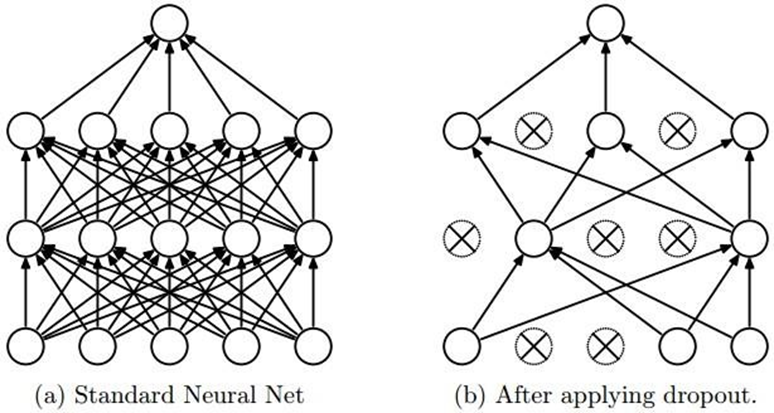 (a) Standard Neural Net
(b) After applying dropout.